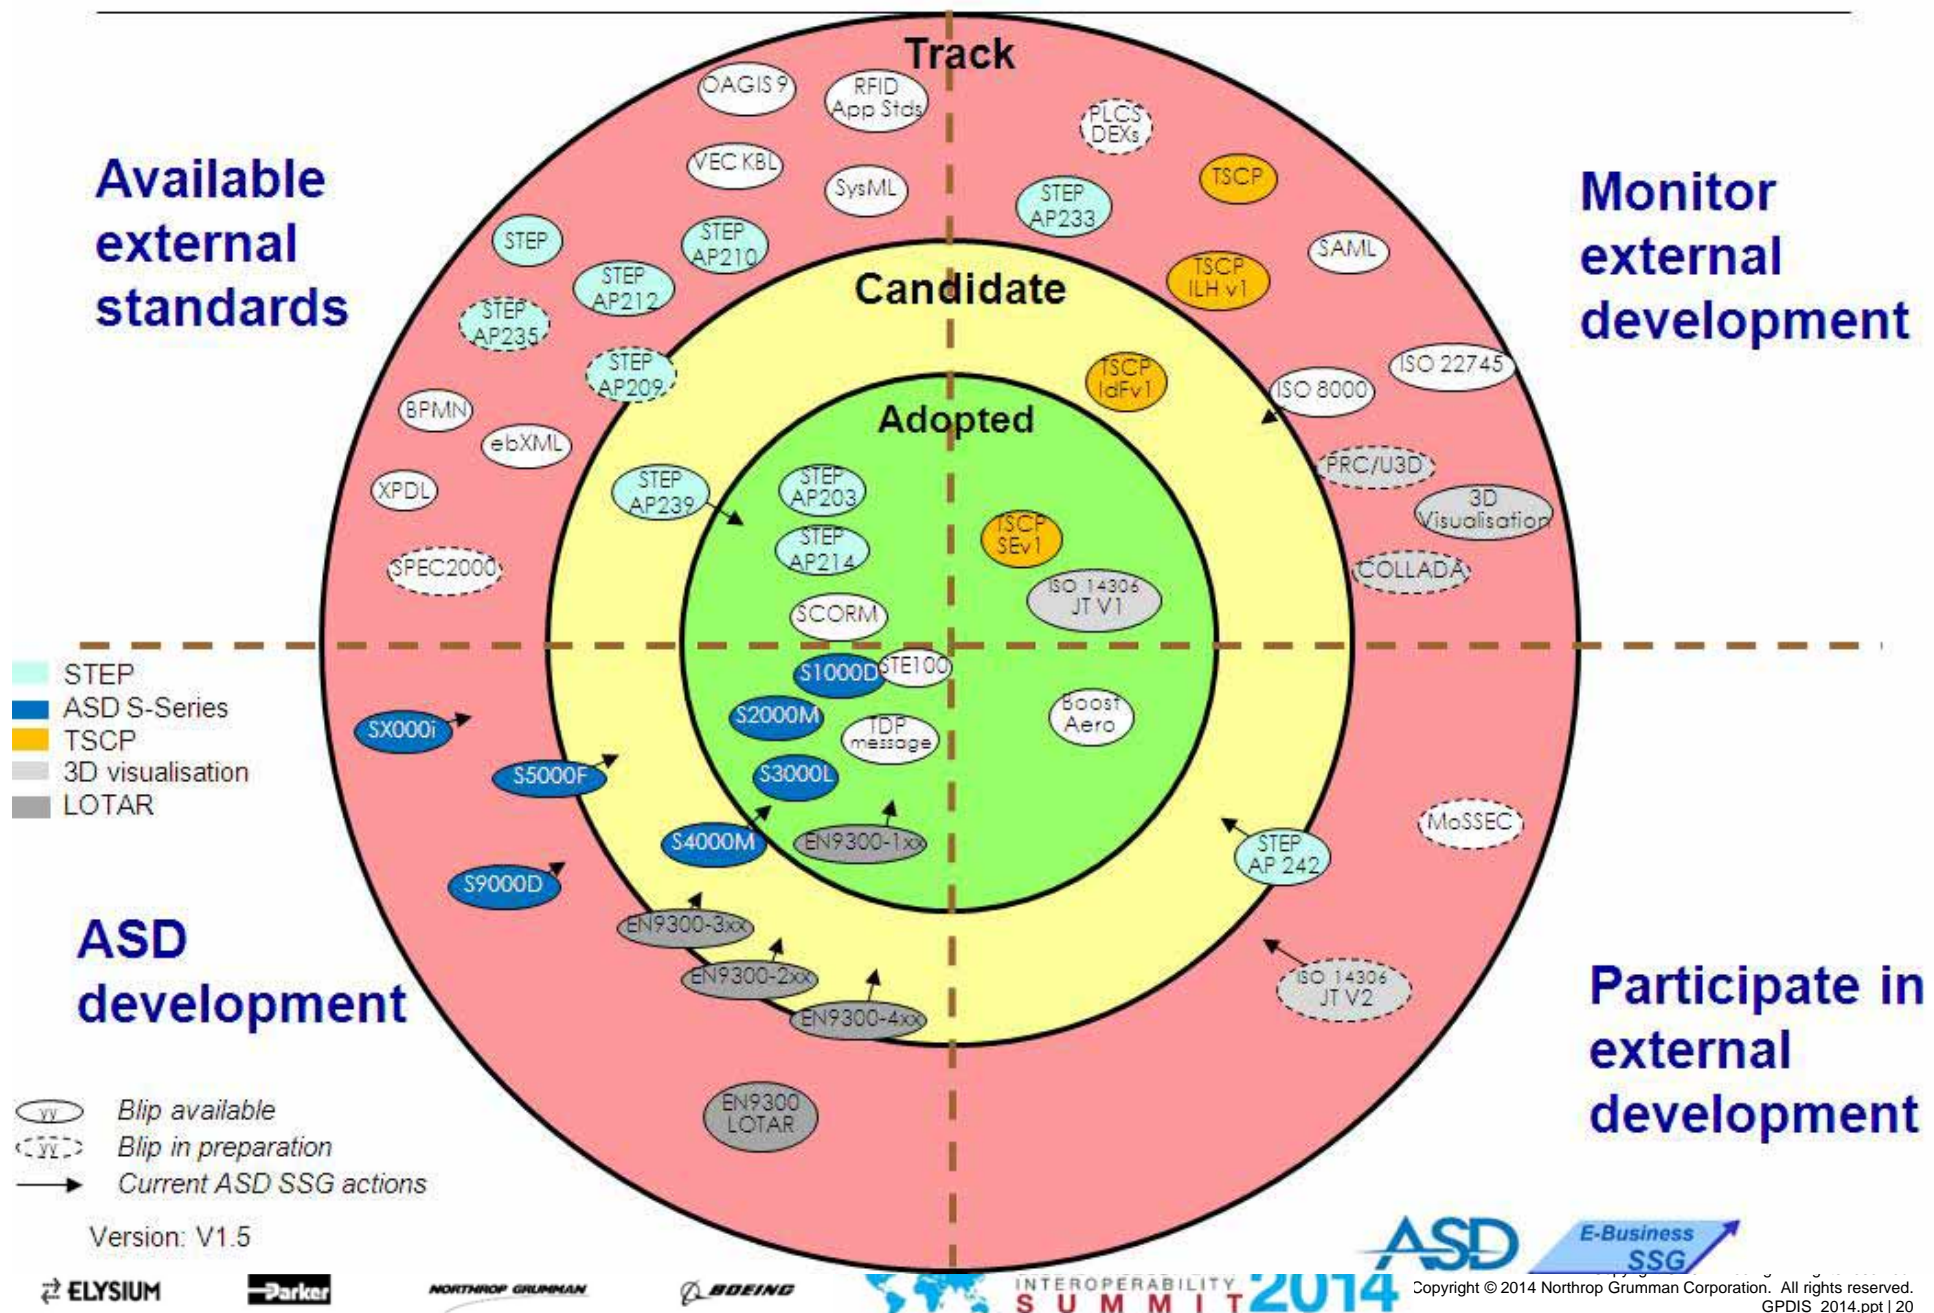 Track
OAGIS 9
RFID
App Stds
VEC KBL
SysML
PLCS
DEXs
TSCP
STEP
AP233
SAML
TSCP
ILH v1
Available
external
standards
Monitor
external
development
STEP
STEP
AP210
STEP
AP212
STEP
AP235
STEP
AP209
Candidate
TSCP
IdFv1
ISO 22745
ISO 8000
BPMN
ebXML
XPDL
SPEC2000
Adopted
PRC/U3D
3D
Visualisation
COLLADA
STEP
AP239
STEP
AP203
STEP
AP214
SCORM
TSCP
SEv1
ISO 14306
JT V1
STEP
ASD S-Series
TSCP
3D visualisation
LOTAR
S1000D
STE100
S2000M
TDP
message
S3000L
Boost
Aero
SX000i
S5000F
S4000M
EN9300-1xx
S9000D
EN9300-3xx
EN9300-2xx
EN9300-4xx
EN9300
LOTAR
STEP
AP 242
MoSSEC
ISO 14306
JT V2
ASD
development
Participate in
external
development
yy Blip available
yy Blip in preparation
Current ASD SSG actions
Version: V1.5
ASD
E-Business
SSG
ELYSIUM
Parker
NORTHROP GRUMMAN
BOEING
INTEROPERABILITY
SUMMIT
2014
Copyright © 2014 Northrop Grumman Corporation. All rights reserved.
GPDIS_2014.ppt | 20